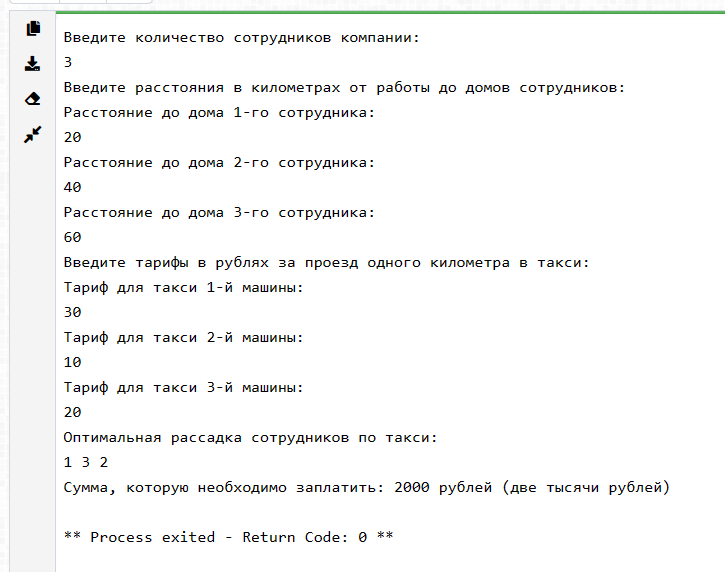 Введите количество сотрудников компании:
3
Введите расстояния в километрах от работы до домов сотрудников:
Расстояние до дома 1-го сотрудника:
20
Расстояние до дома 2-го сотрудника:
40
Расстояние до дома 3-го сотрудника:
60
Введите тарифы в рублях за проезд одного километра в такси:
Тариф для такси 1-й машины:
30
Тариф для такси 2-й машины:
10
Тариф для такси 3-й машины:
20
Оптимальная рассадка сотрудников по такси:
1 3 2
Сумма, которую необходимо заплатить: 2000 рублей (две тысячи рублей)
** Process exited - Return Code: 0 **